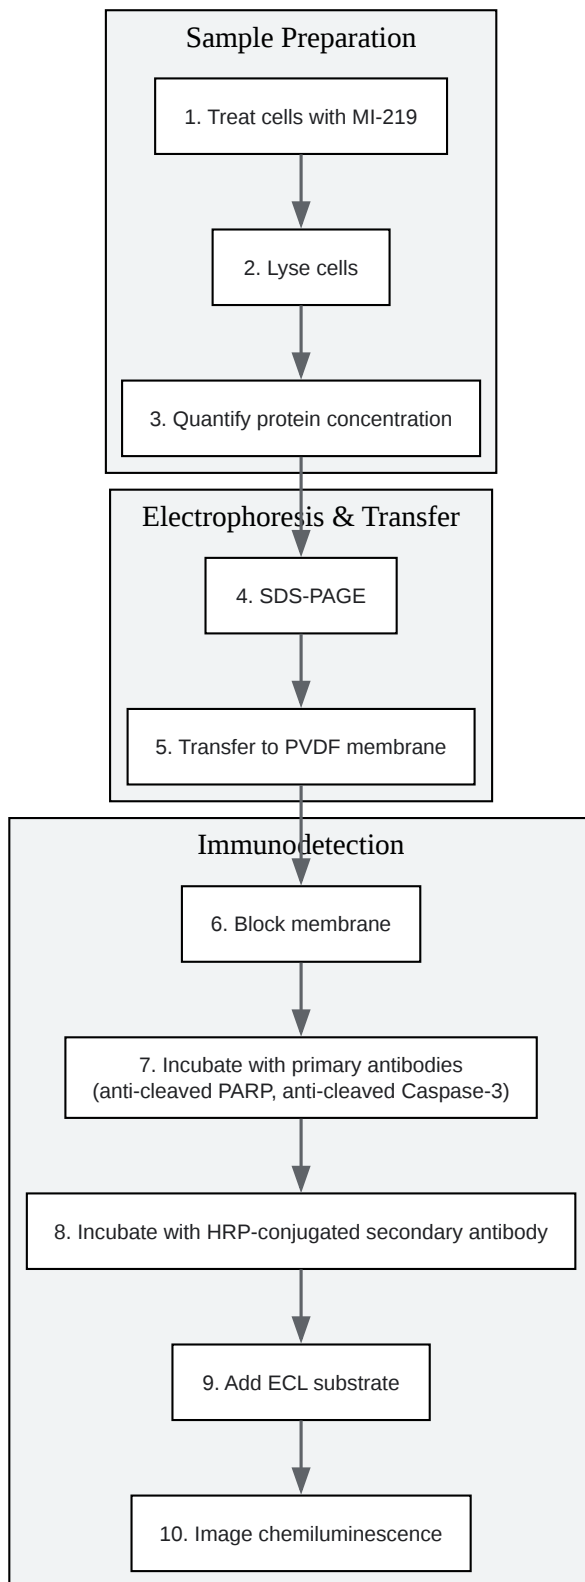 Sample Preparation
1. Treat cells with MI-219
2. Lyse cells
3. Quantify protein concentration
Electrophoresis & Transfer
4. SDS-PAGE
5. Transfer to PVDF membrane
Immunodetection
6. Block membrane
7. Incubate with primary antibodies
(anti-cleaved PARP, anti-cleaved Caspase-3)
8. Incubate with HRP-conjugated secondary antibody
9. Add ECL substrate
10. Image chemiluminescence